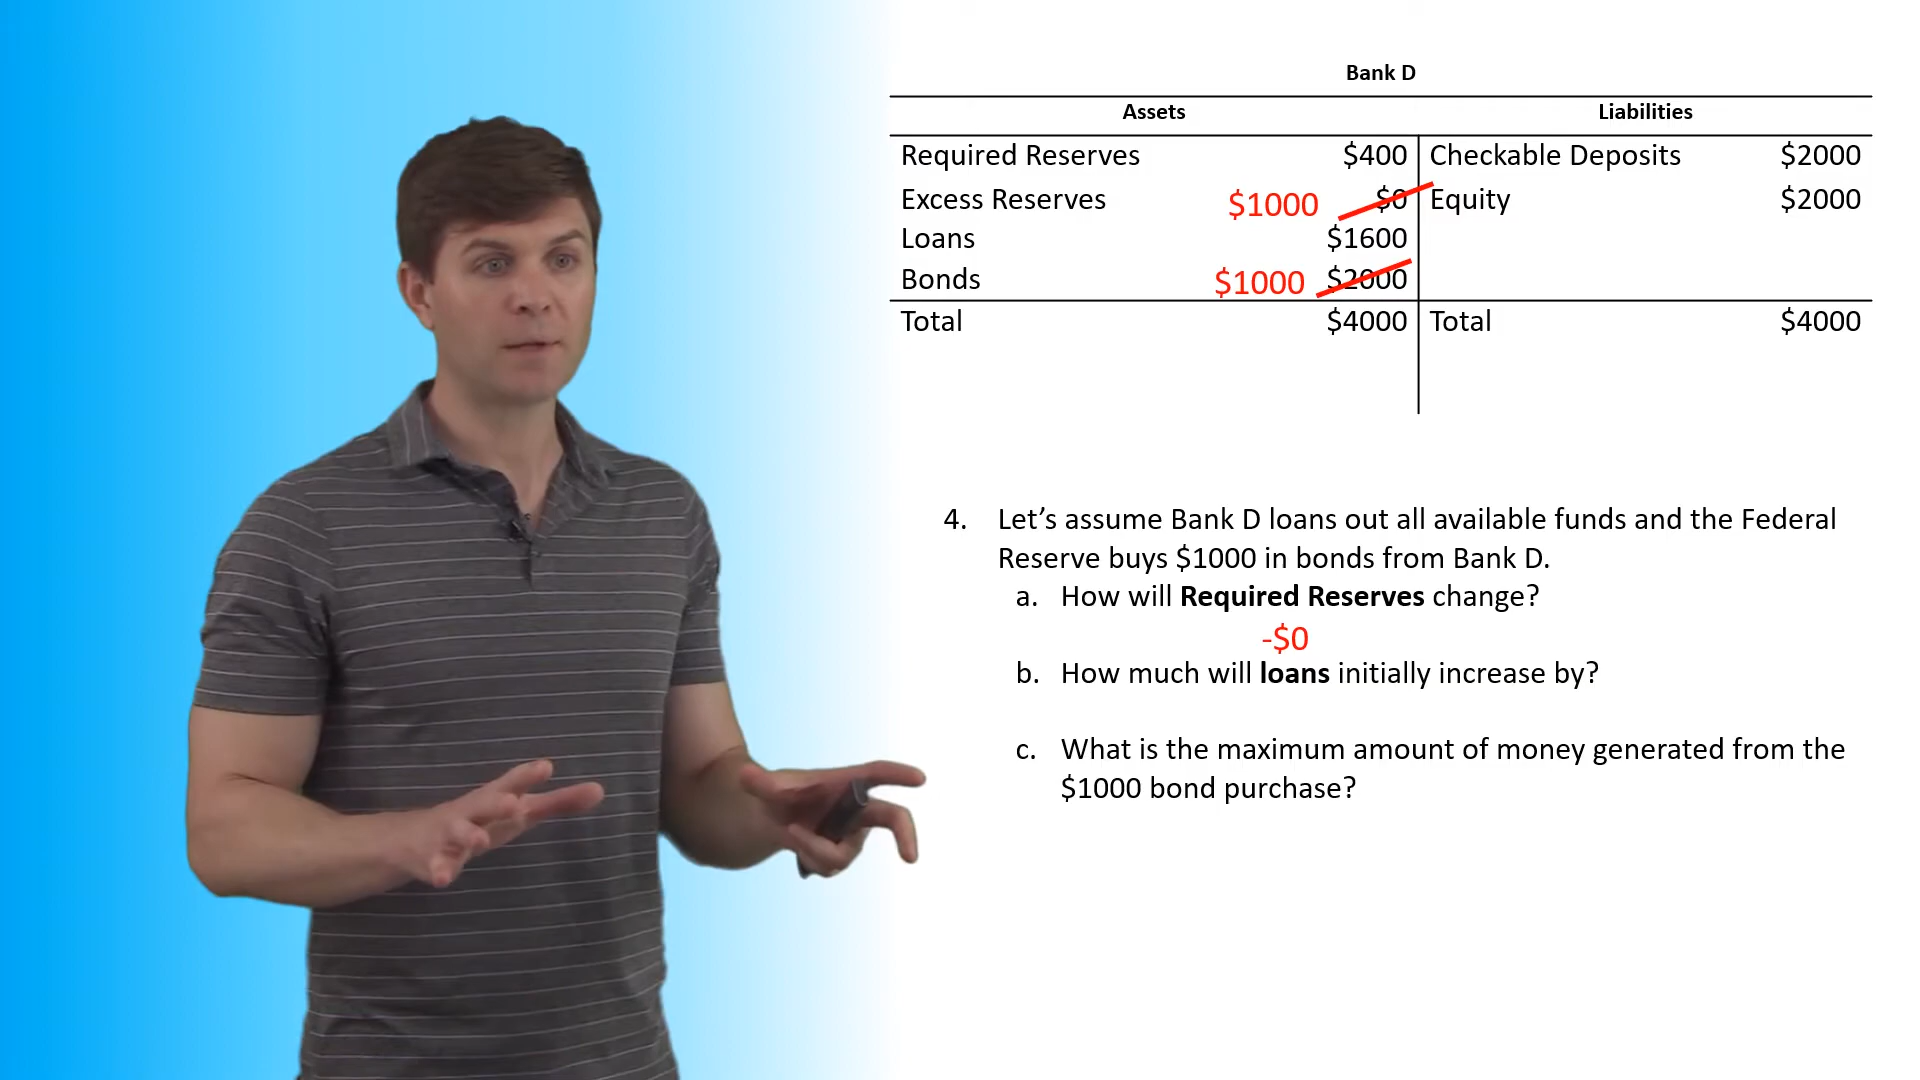 Bank D
Assets Liabilities
Required Reserves $400 Checkable Deposits $2000
Excess Reserves $1000 $0 Equity $2000
Loans $1600
Bonds $1000 $2000
Total $4000 Total $4000
4. Let’s assume Bank D loans out all available funds and the Federal
Reserve buys $1000 in bonds from Bank D.
a. How will Required Reserves change?
-$0
b. How much will loans initially increase by?
c. What is the maximum amount of money generated from the
$1000 bond purchase?